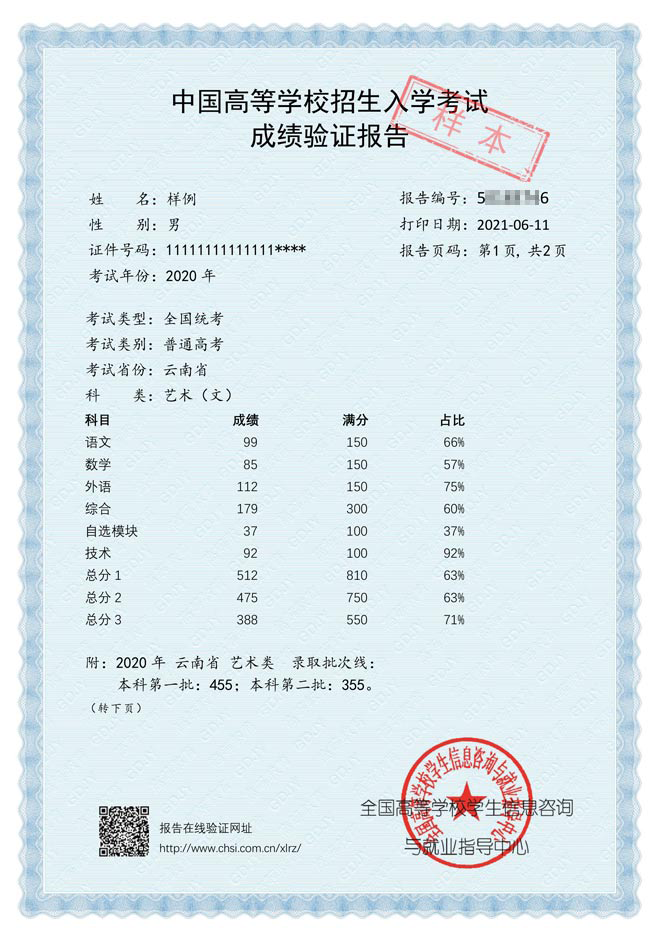 中国高等学校招生入学考试
成绩验证报告
样本
姓 名：样例
报告编号：5 6
性 别：男
打印日期：2021-06-11
证件号码：11111111111111****
报告页码：第1页, 共2页
考试年份：2020 年
考试类型：全国统考
考试类别：普通高考
考试省份：云南省
科 类：艺术（文）
科目 成绩 满分 占比
语文 99 150 66%
数学 85 150 57%
外语 112 150 75%
综合 179 300 60%
自选模块 37 100 37%
技术 92 100 92%
总分 1 512 810 63%
总分 2 475 750 63%
总分 3 388 550 71%
附：2020 年 云南省 艺术类 录取批次线：
本科第一批：455；本科第二批：355。
（转下页）
全国高等学校学生信息咨询与就业指导中心
全国高等学校学生信息咨询
与就业指导中心
报告在线验证网址
http://www.chsi.com.cn/xlrz/